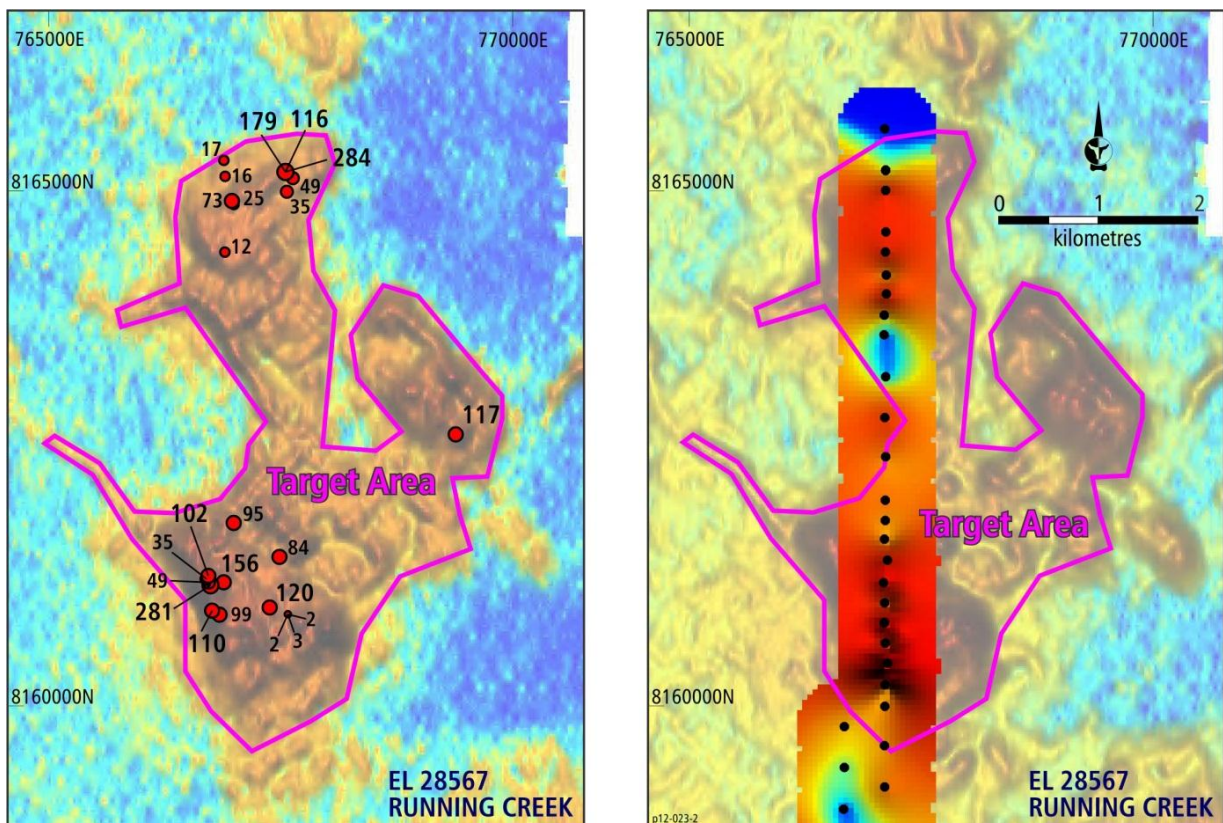 765000E
770000E
179
116
17
284
8165000N
16
49
73
25
35
12
117
Target Area
102
95
35
84
49
156
281
120
99
2
110
2
3
8160000N
EL 28567
RUNNING CREEK
765000E
770000E
8165000N
0
1
2
kilometres
Target Area
8160000N
EL 28567
RUNNING CREEK
p12-023-2